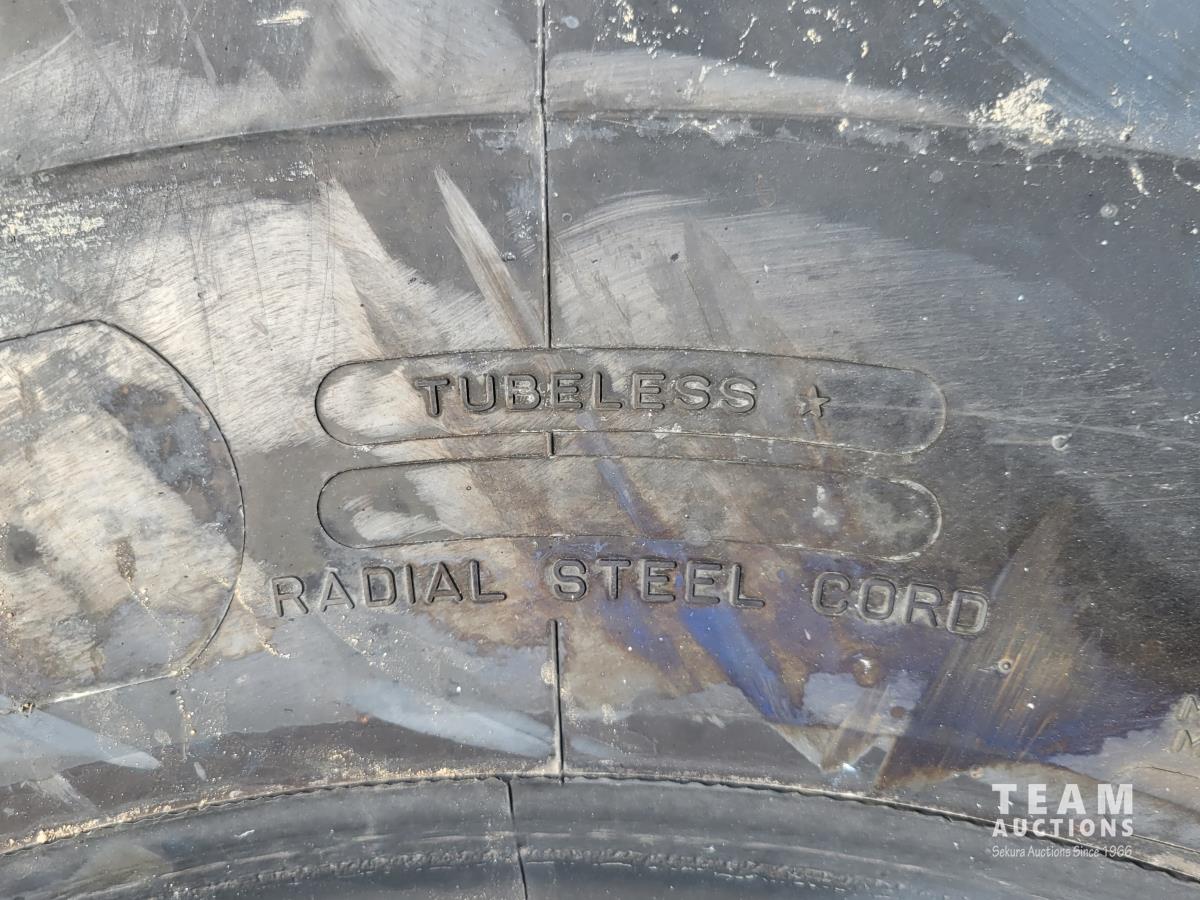 TUBELESS ☆
RADIAL STEEL CORD
TEAM
AUCTIONS
Sekura Auctions Since 1966